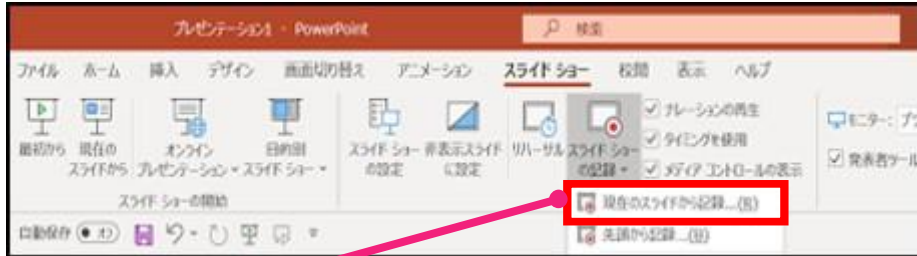 プレゼンテーション1 - PowerPoint
検索
ファイル ホーム 挿入 デザイン 画面切り替え アニメーション スライド ショー 校閲 表示 ヘルプ
最初から
現在の
スライドから
オンライン
プレゼンテーション
目的別
スライド ショー
スライド ショー
の設定
非表示スライド
に設定
リハーサル
スライド ショー
の記録
ナレーションの再生
タイミングを使用
メディア コントロールの表示
モニター:
発表者ツール
スライド ショーの開始
現在のスライドから記録...(R)
自動保存 オフ
先頭から記録...(B)